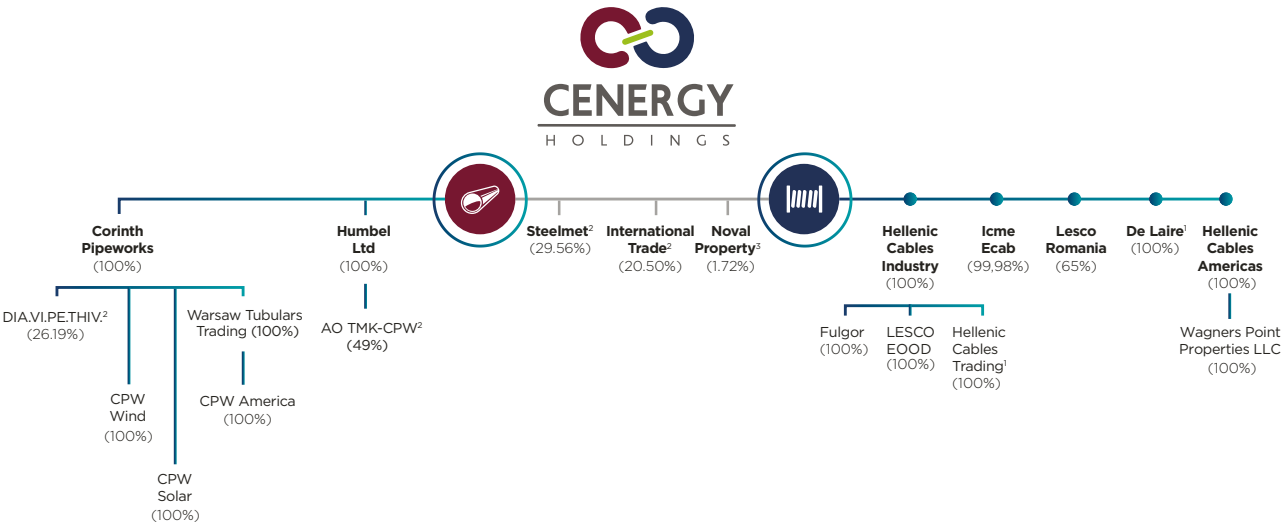 CENERGY
HOLDINGS
Corinth
Pipeworks
(100%)
DIA.VI.PE.THIV.²
(26.19%)
CPW
Wind
(100%)
CPW
Solar
(100%)
Warsaw Tubulars
Trading (100%)
CPW America
(100%)
Humbel
Ltd
(100%)
AO TMK-CPW²
(49%)
Steelmet²
(29.56%)
International
Trade²
(20.50%)
Noval
Property³
(1.72%)
Hellenic
Cables
Industry
(100%)
Fulgor
(100%)
LESCO
EOOD
(100%)
Hellenic
Cables
Trading¹
(100%)
Icme
Ecab
(99,98%)
Lesco
Romania
(65%)
De Laire¹
(100%)
Hellenic
Cables
Americas
(100%)
Wagners Point
Properties LLC
(100%)